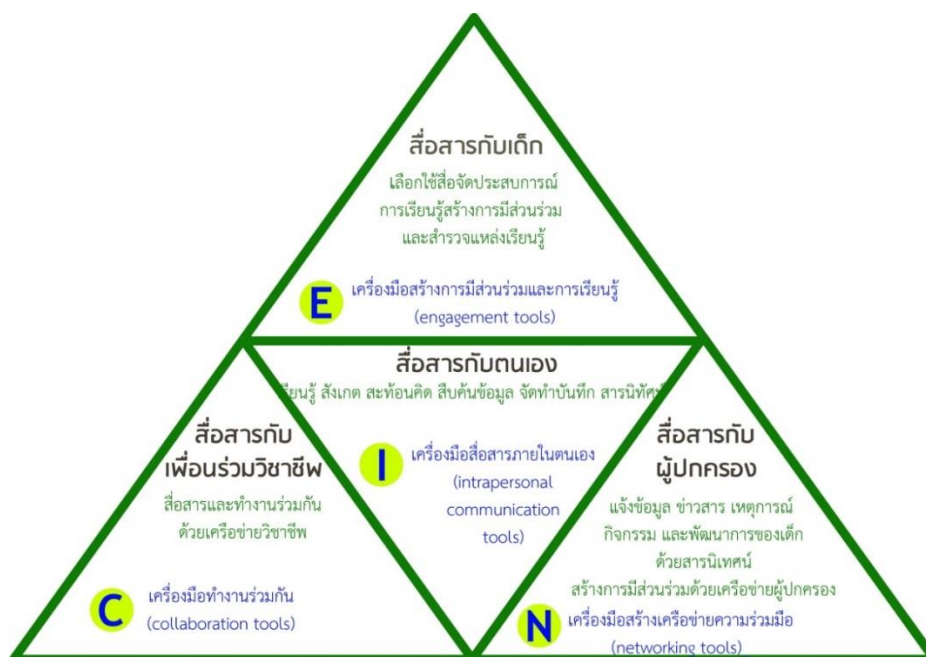 สื่อสารกับเด็ก
เลือกใช้สื่อจัดประสบการณ์
การเรียนรู้สร้างการมีส่วนร่วม
และสำรวจแหล่งเรียนรู้
E
เครื่องมือสร้างการมีส่วนร่วมและการเรียนรู้
(engagement tools)
สื่อสารกับตนเอง
สังเกต สะท้อนคิด สืบค้นข้อมูล จัดทำบันทึก
I
เครื่องมือสื่อสารภายในตนเอง
(intrapersonal
communication
tools)
สื่อสารกับ
เพื่อนร่วมวิชาชีพ
สื่อสารและทำงานร่วมกัน
ด้วยเครือข่ายวิชาชีพ
C
เครื่องมือทำงานร่วมกัน
(collaboration tools)
สื่อสารกับ
ผู้ปกครอง
แจ้งข้อมูล ข่าวสาร เหตุการณ์
กิจกรรม และพัฒนาการของเด็ก
ด้วยสารนิเทศน์
สร้างการมีส่วนร่วมด้วยเครือข่ายผู้ปกครอง
N
เครื่องมือสร้างเครือข่ายความร่วมมือ
(networking tools)